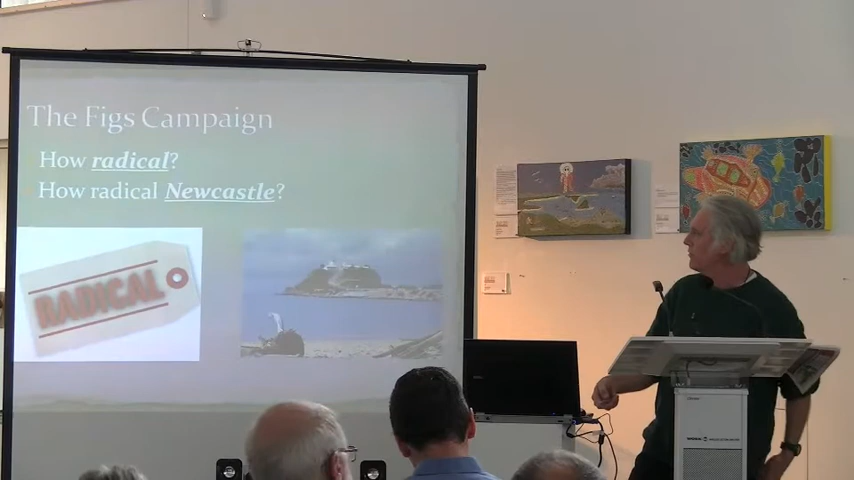 The Figs Campaign
How radical?
How radical Newcastle?
RADICAL